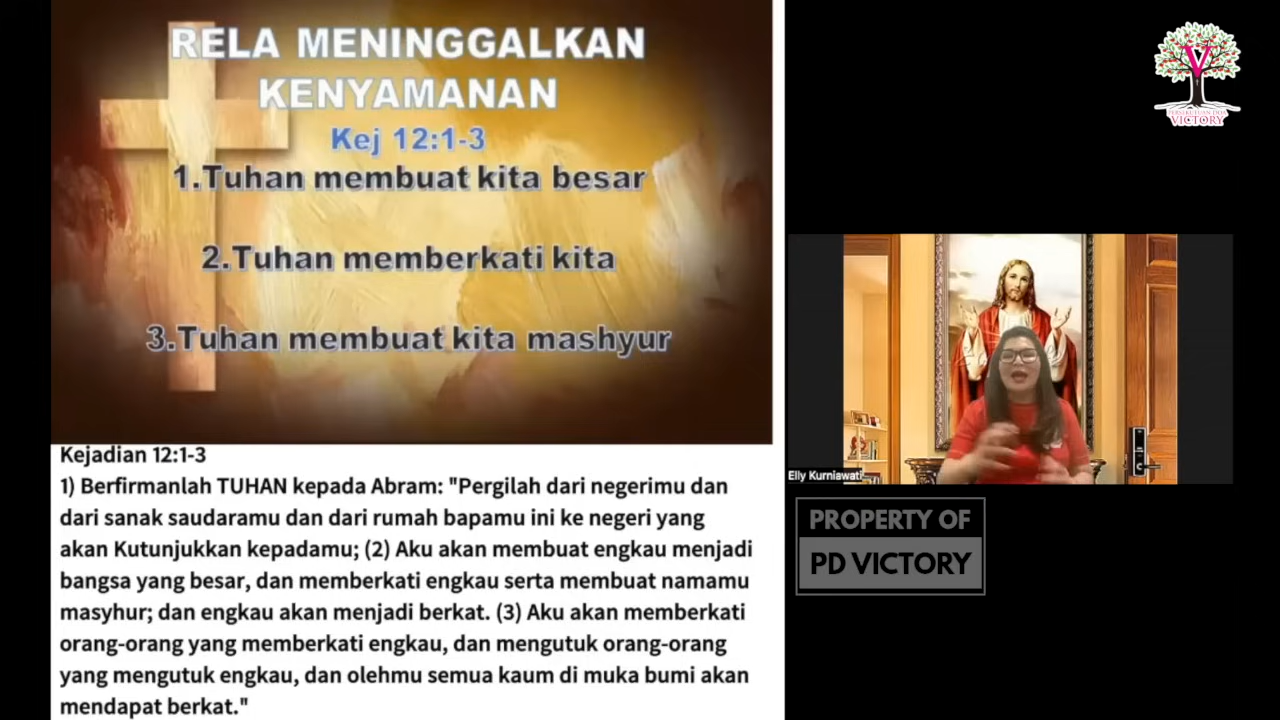 RELA MENINGGALKAN
KENYAMANAN
Kej 12:1-3
1.Tuhan membuat kita besar
2.Tuhan memberkati kita
3.Tuhan membuat kita mashyur
Kejadian 12:1-3
1) Berfirmanlah TUHAN kepada Abram: "Pergilah dari negerimu dan
dari sanak saudaramu dan dari rumah bapamu ini ke negeri yang
akan Kutunjukkan kepadamu; (2) Aku akan membuat engkau menjadi
bangsa yang besar, dan memberkati engkau serta membuat namamu
masyhur; dan engkau akan menjadi berkat. (3) Aku akan memberkati
orang-orang yang memberkati engkau, dan mengutuk orang-orang
yang mengutuk engkau, dan olehmu semua kaum di muka bumi akan
mendapat berkat."
V
PERSEKUTUAN DOA
VICTORY
Elly Kurniawati
PROPERTY OF
PD VICTORY